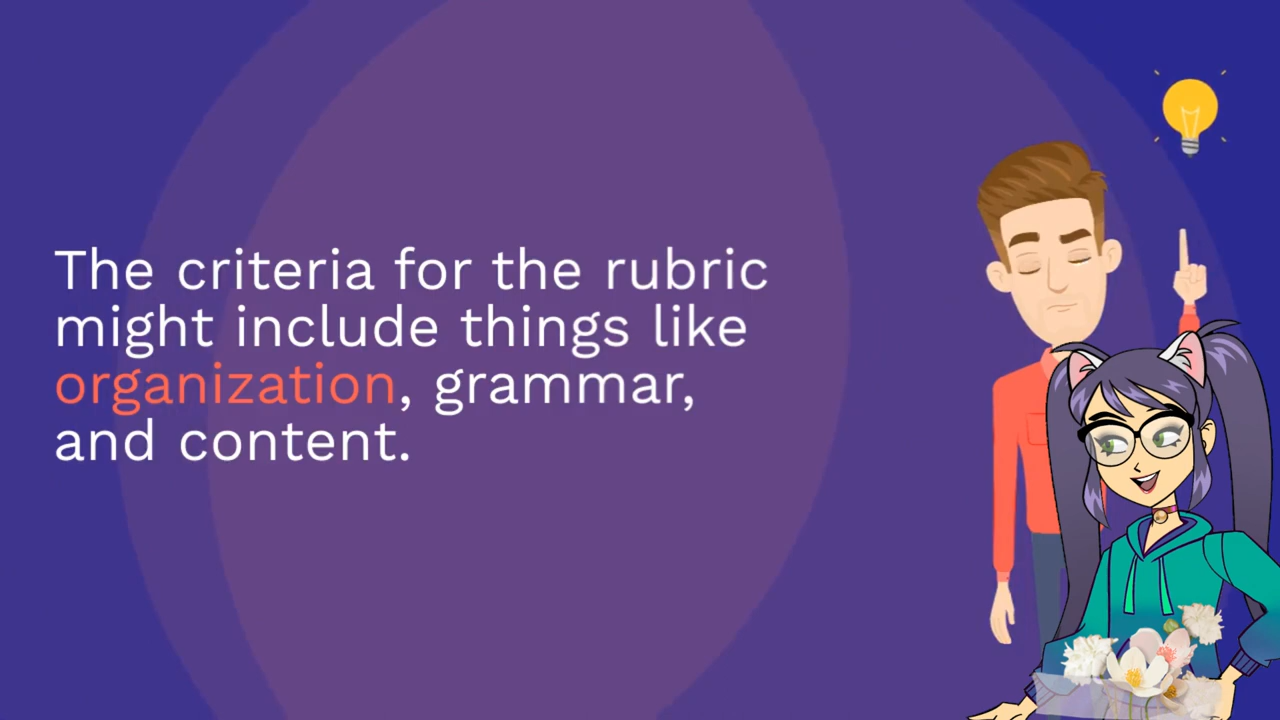 The criteria for the rubric
might include things like
organization, grammar,
and content.